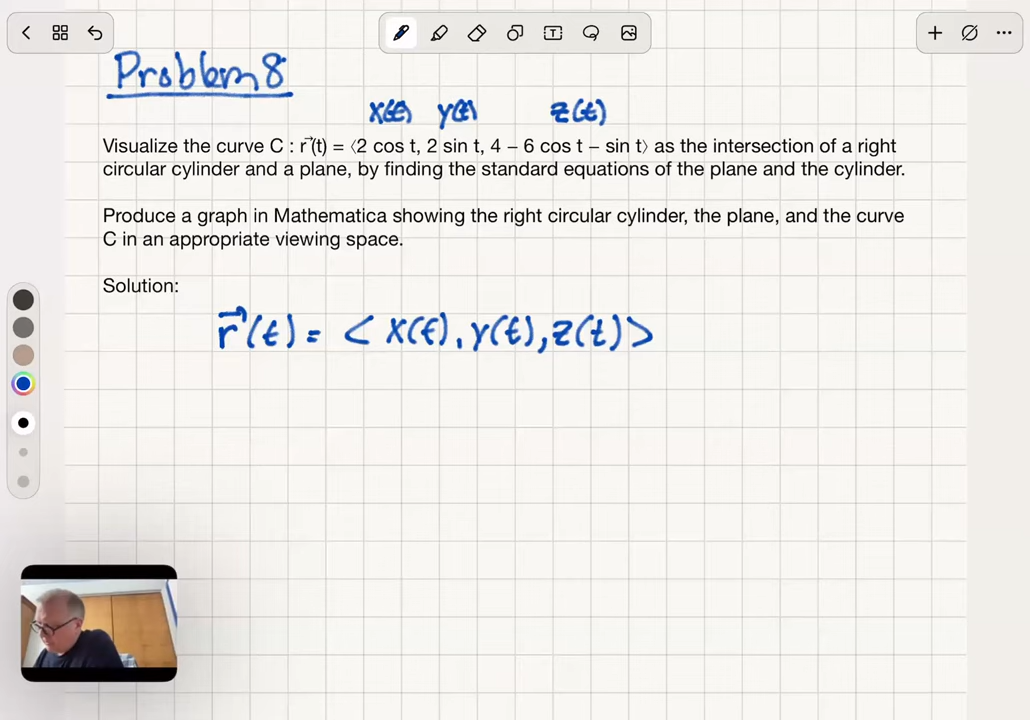 Problem 8
x(t) y(t) z(t)
Visualize the curve C : r⃗(t) = ⟨2 cos t, 2 sin t, 4 − 6 cos t − sin t⟩ as the intersection of a right
circular cylinder and a plane, by finding the standard equations of the plane and the cylinder.
Produce a graph in Mathematica showing the right circular cylinder, the plane, and the curve
C in an appropriate viewing space.
Solution:
r⃗(t) = < x(t), y(t), z(t) >